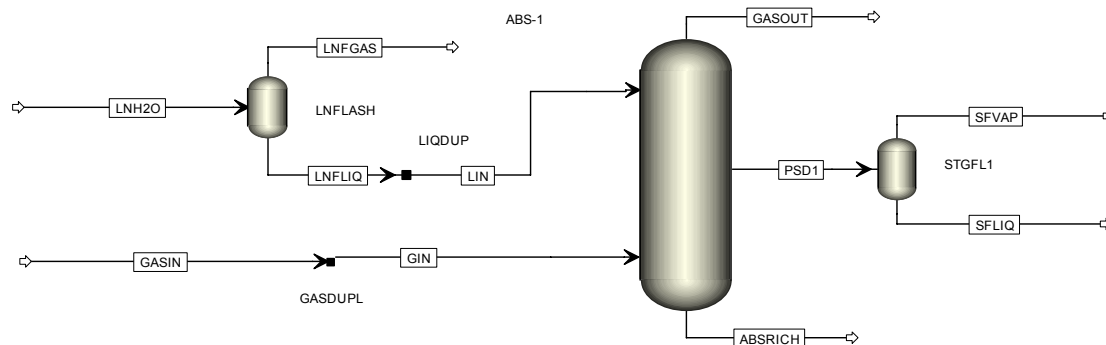 ABS-1
GASOUT
LNFGAS
LNH2O
LNFLASH
SFVAP
LIQDUP
STGFL1
PSD1
LNFLIQ
LIN
SFLIQ
GASIN
GIN
GASDUPL
ABSRICH